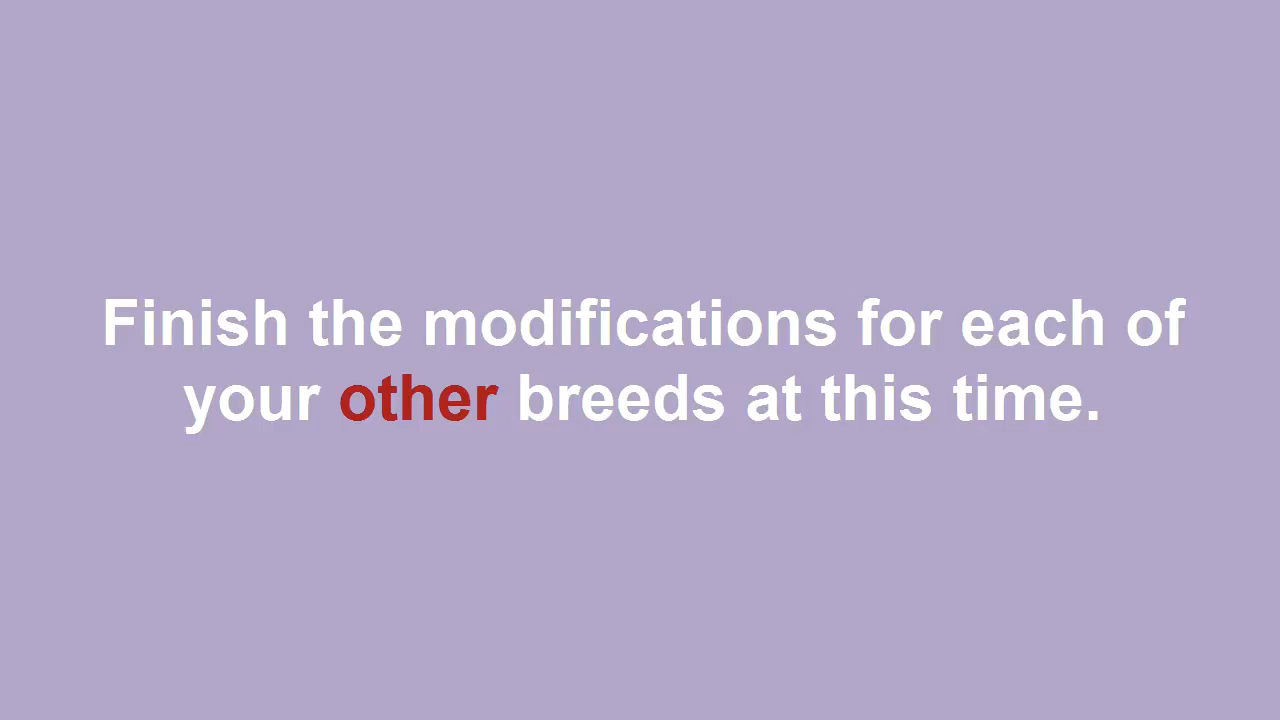 Finish the modifications for each of
your other breeds at this time.